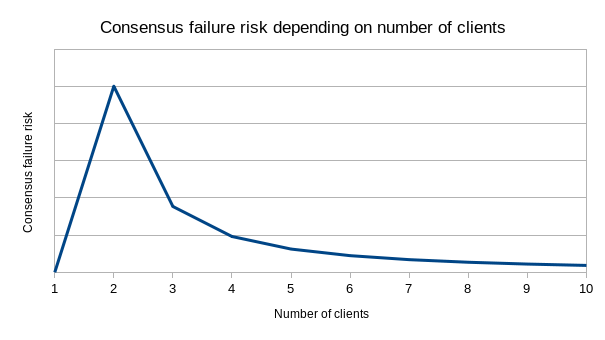 Consensus failure risk depending on number of clients
Consensus failure risk
1 2 3 4 5 6 7 8 9 10
Number of clients